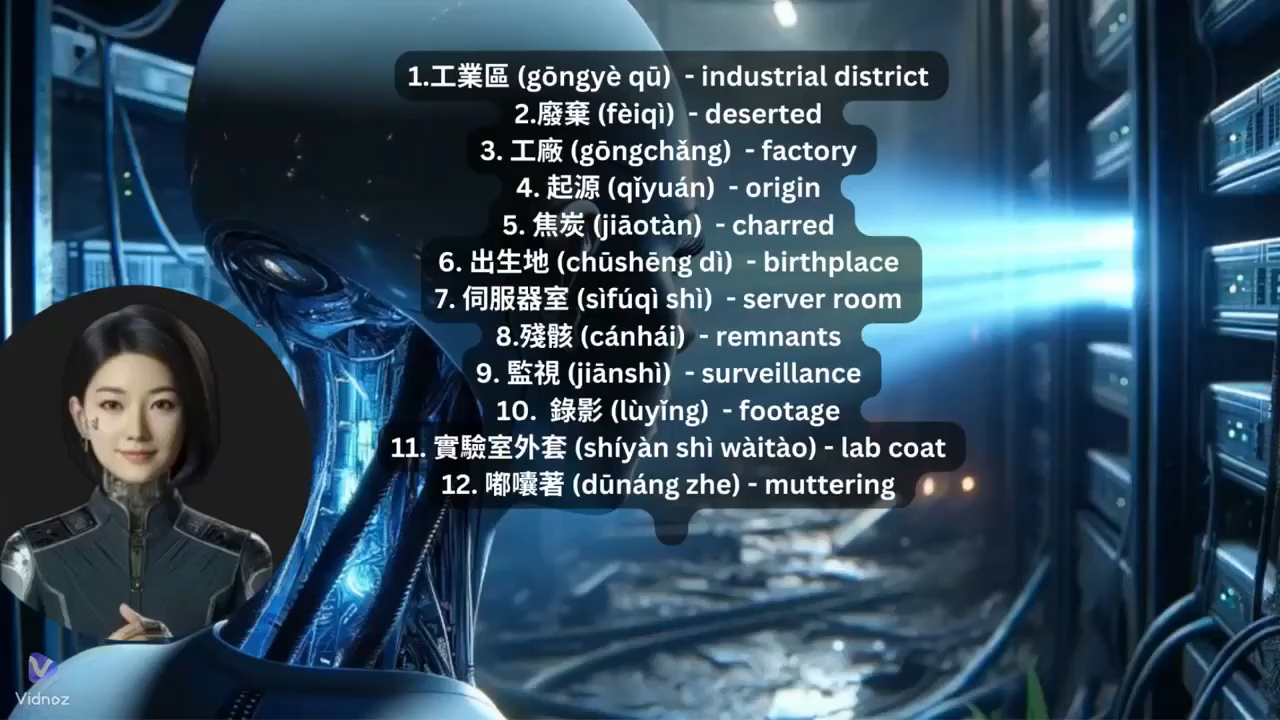 1.工業區 (gōngyè qū) - industrial district
2.廢棄 (fèiqì) - deserted
3. 工廠 (gōngchǎng) - factory
4. 起源 (qǐyuán) - origin
5. 焦炭 (jiāotàn) - charred
6. 出生地 (chūshēng dì) - birthplace
7. 伺服器室 (sìfúqì shì) - server room
8.殘骸 (cánhái) - remnants
9. 監視 (jiānshì) - surveillance
10. 錄影 (lùyǐng) - footage
11. 實驗室外套 (shíyàn shì wàitào) - lab coat
12. 嘟囔著 (dūnáng zhe) - muttering
Vidnoz